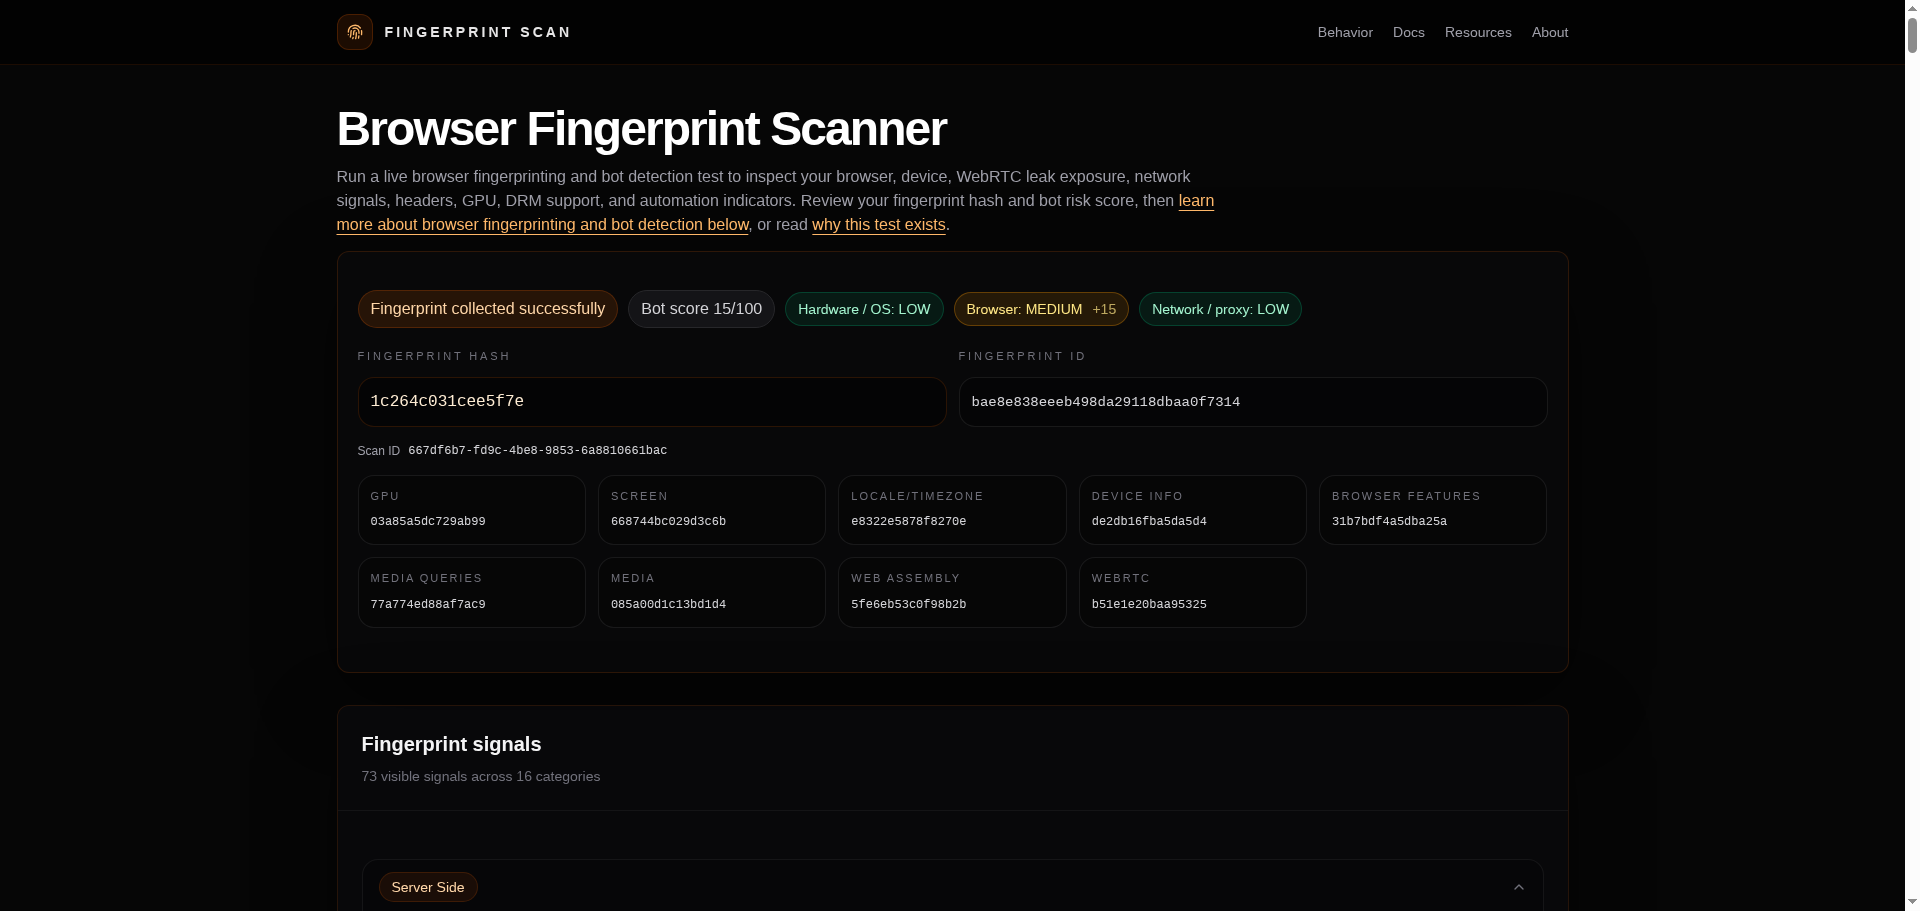 FINGERPRINT SCAN
Behavior Docs Resources About
Browser Fingerprint Scanner
Run a live browser fingerprinting and bot detection test to inspect your browser, device, WebRTC leak exposure, network
signals, headers, GPU, DRM support, and automation indicators. Review your fingerprint hash and bot risk score, then learn
more about browser fingerprinting and bot detection below, or read why this test exists.
Fingerprint collected successfully Bot score 15/100 Hardware / OS: LOW Browser: MEDIUM +15 Network / proxy: LOW
FINGERPRINT HASH FINGERPRINT ID
1c264c031cee5f7e bae8e838eeeb498da29118dbaa0f7314
Scan ID 667df6b7-fd9c-4be8-9853-6a8810661bac
GPU SCREEN LOCALE/TIMEZONE DEVICE INFO BROWSER FEATURES
03a85a5dc729ab99 668744bc029d3c6b e8322e5878f8270e de2db16fba5da5d4 31b7bdf4a5dba25a
MEDIA QUERIES MEDIA WEB ASSEMBLY WEBRTC
77a774ed88af7ac9 085a00d1c13bd1d4 5fe6eb53c0f98b2b b51e1e20baa95325
Fingerprint signals
73 visible signals across 16 categories
Server Side